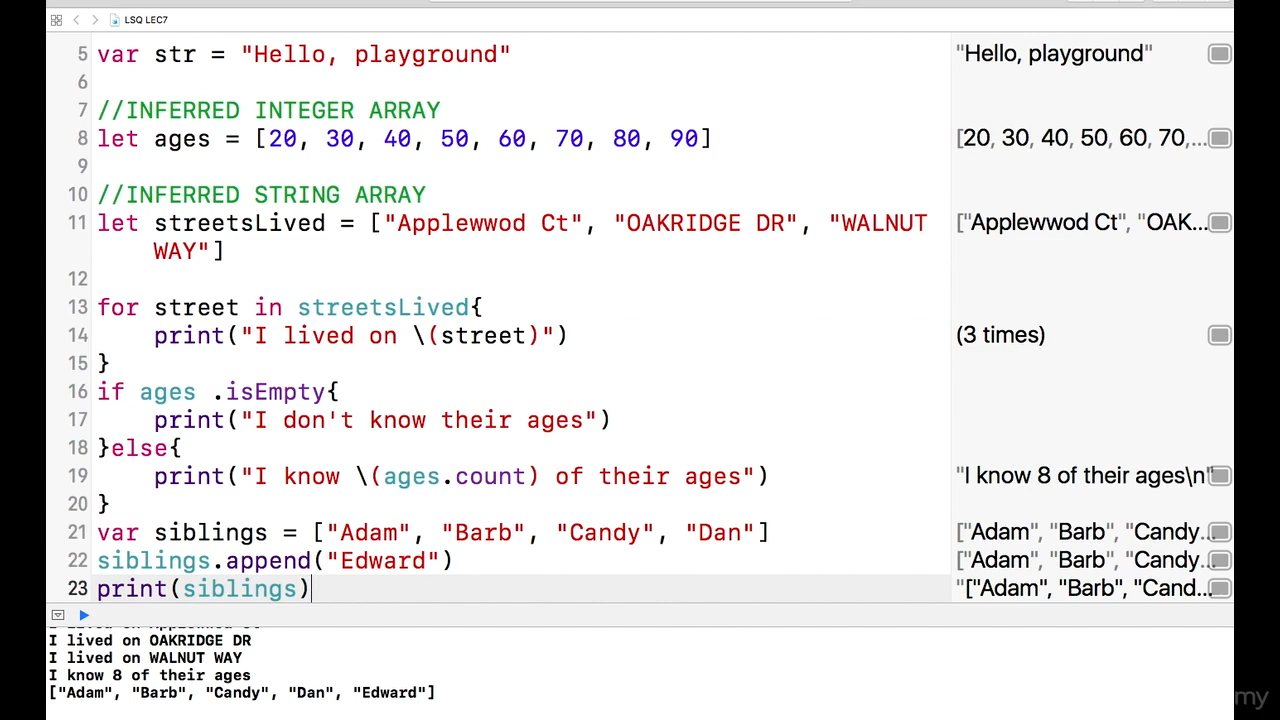 LSQ LEC7
5 var str = "Hello, playground"
"Hello, playground"
6
7 //INFERRED INTEGER ARRAY
8 let ages = [20, 30, 40, 50, 60, 70, 80, 90]
[20, 30, 40, 50, 60, 70,...
9
10 //INFERRED STRING ARRAY
11 let streetsLived = ["Applewwod Ct", "OAKRIDGE DR", "WALNUT
WAY"]
["Applewwod Ct", "OAK...
12
13 for street in streetsLived{
14 print("I lived on \(street)")
(3 times)
15 }
16 if ages .isEmpty{
17 print("I don't know their ages")
18 }else{
19 print("I know \(ages.count) of their ages")
"I know 8 of their ages\n"
20 }
21 var siblings = ["Adam", "Barb", "Candy", "Dan"]
["Adam", "Barb", "Candy...
22 siblings.append("Edward")
["Adam", "Barb", "Candy...
23 print(siblings)
"["Adam", "Barb", "Cand...
I lived on OAKRIDGE DR
I lived on WALNUT WAY
I know 8 of their ages
["Adam", "Barb", "Candy", "Dan", "Edward"]
my